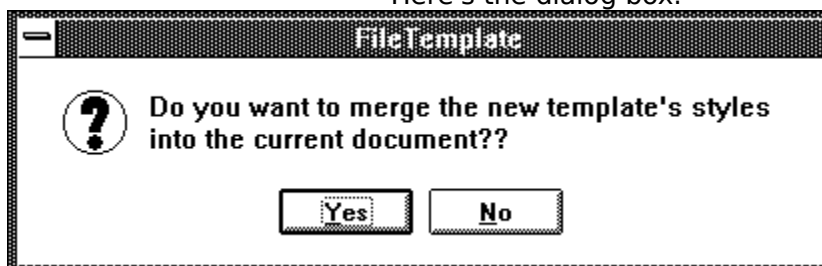 Here's the dialog box:
FileTemplate
Do you want to merge the new template's styles
into the current document??
Yes
No